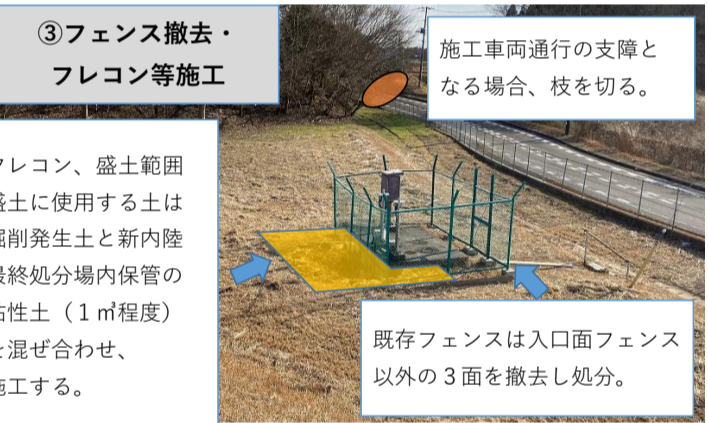 ③フェンス撤去・
フレコン等施工
施工車両通行の支障と
なる場合、枝を切る。
フレコン、盛土範囲
盛土に使用する土は
掘削発生土と新内陸
最終処分場内保管の
粘性土（１㎥程度）
を混ぜ合わせ、
施工する。
既存フェンスは入口面フェンス
以外の３面を撤去し処分。